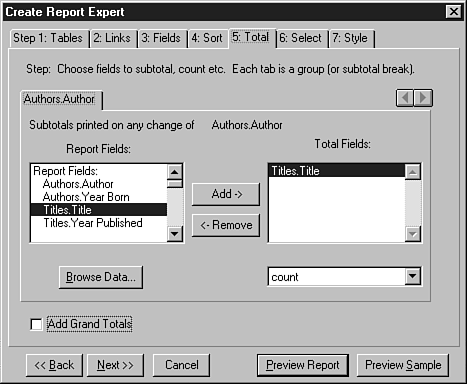 Create Report Expert
Step 1: Tables 2: Links 3: Fields 4: Sort 5: Total 6: Select 7: Style
Step: Choose fields to subtotal, count etc. Each tab is a group (or subtotal break).
Authors.Author
Subtotals printed on any change of Authors.Author
Report Fields: Total Fields:
Report Fields: Titles.Title
Authors.Author
Authors.Year Born
Titles.Title
Titles.Year Published
Add ->
<- Remove
Browse Data... count
Add Grand Totals
<< Back Next >> Cancel Preview Report Preview Sample